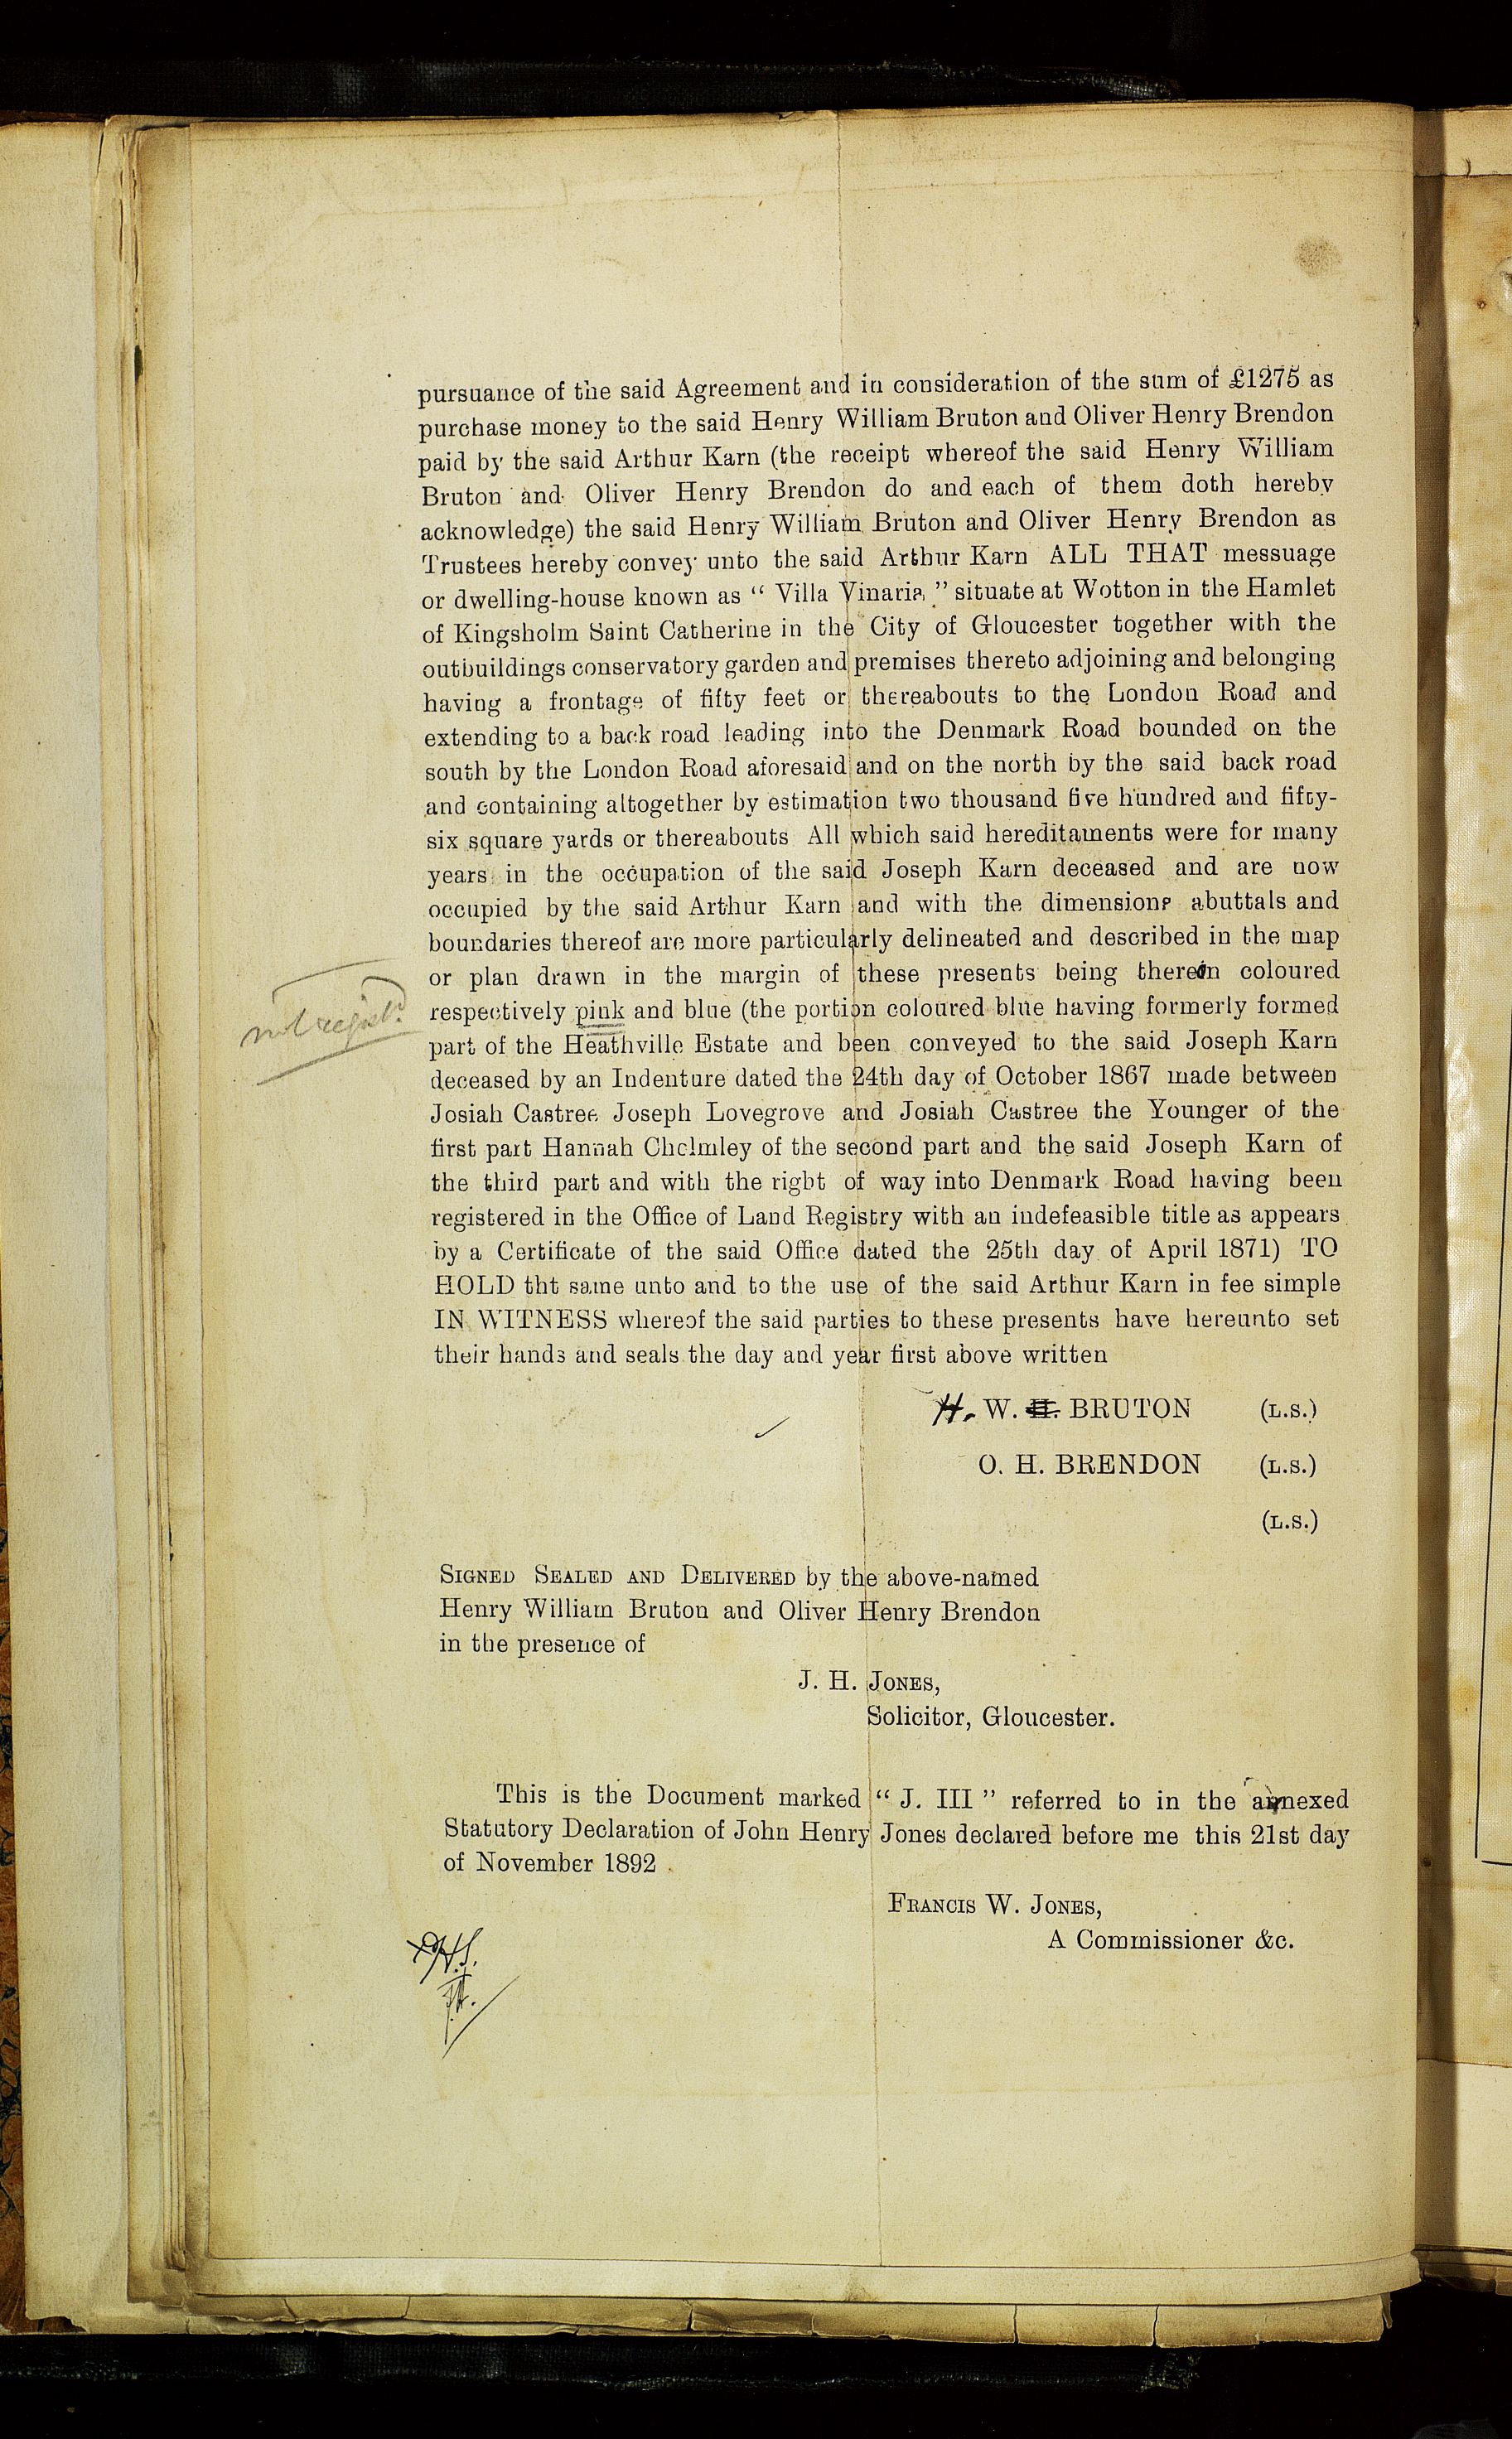 pursuance of the said Agreement and in consideration of the sum of £1275 as
purchase money to the said Henry William Bruton and Oliver Henry Brendon
paid by the said Arthur Karn (the receipt whereof the said Henry William
Bruton and Oliver Henry Brendon do and each of them doth hereby
acknowledge) the said Henry William Bruton and Oliver Henry Brendon as
Trustees hereby convey unto the said Arthur Karn ALL THAT messuage
or dwelling-house known as “ Villa Vinaria ” situate at Wotton in the Hamlet
of Kingsholm Saint Catherine in the City of Gloucester together with the
outbuildings conservatory garden and premises thereto adjoining and belonging
having a frontage of fifty feet or thereabouts to the London Road and
extending to a back road leading into the Denmark Road bounded on the
south by the London Road aforesaid and on the north by the said back road
and containing altogether by estimation two thousand five hundred and fifty-
six square yards or thereabouts All which said hereditaments were for many
years in the occupation of the said Joseph Karn deceased and are now
occupied by the said Arthur Karn and with the dimensions abuttals and
boundaries thereof are more particularly delineated and described in the map
or plan drawn in the margin of these presents being therein coloured
not regist.d
respectively pink and blue (the portion coloured blue having formerly formed
part of the Heathville Estate and been conveyed to the said Joseph Karn
deceased by an Indenture dated the 24th day of October 1867 made between
Josiah Castree Joseph Lovegrove and Josiah Castree the Younger of the
first part Hannah Cholmley of the second part and the said Joseph Karn of
the third part and with the right of way into Denmark Road having been
registered in the Office of Land Registry with an indefeasible title as appears
by a Certificate of the said Office dated the 25th day of April 1871) TO
HOLD tht same unto and to the use of the said Arthur Karn in fee simple
IN WITNESS whereof the said parties to these presents have hereunto set
their hands and seals the day and year first above written
H. W. H. BRUTON (L.S.)
O. H. BRENDON (L.S.)
(L.S.)
SIGNED SEALED AND DELIVERED by the above-named
Henry William Bruton and Oliver Henry Brendon
in the presence of
J. H. JONES,
Solicitor, Gloucester.
This is the Document marked “ J. III ” referred to in the annexed
Statutory Declaration of John Henry Jones declared before me this 21st day
of November 1892
FRANCIS W. JONES,
A Commissioner &c.